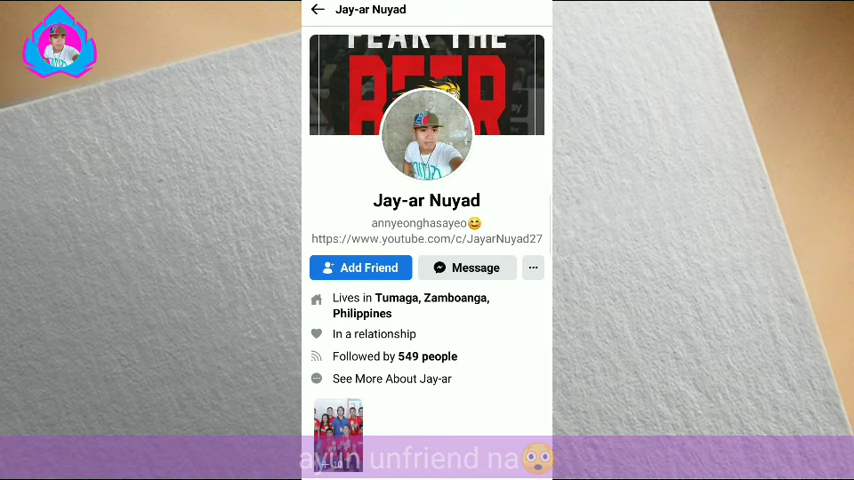 Jay-ar Nuyad
FEAR THE
BEER
Jay-ar Nuyad
annyeonghasayeo😄
https://www.youtube.com/c/JayarNuyad27
Add Friend
Message
Lives in Tumaga, Zamboanga,
Philippines
In a relationship
Followed by 549 people
See More About Jay-ar
ayun unfriend na😳